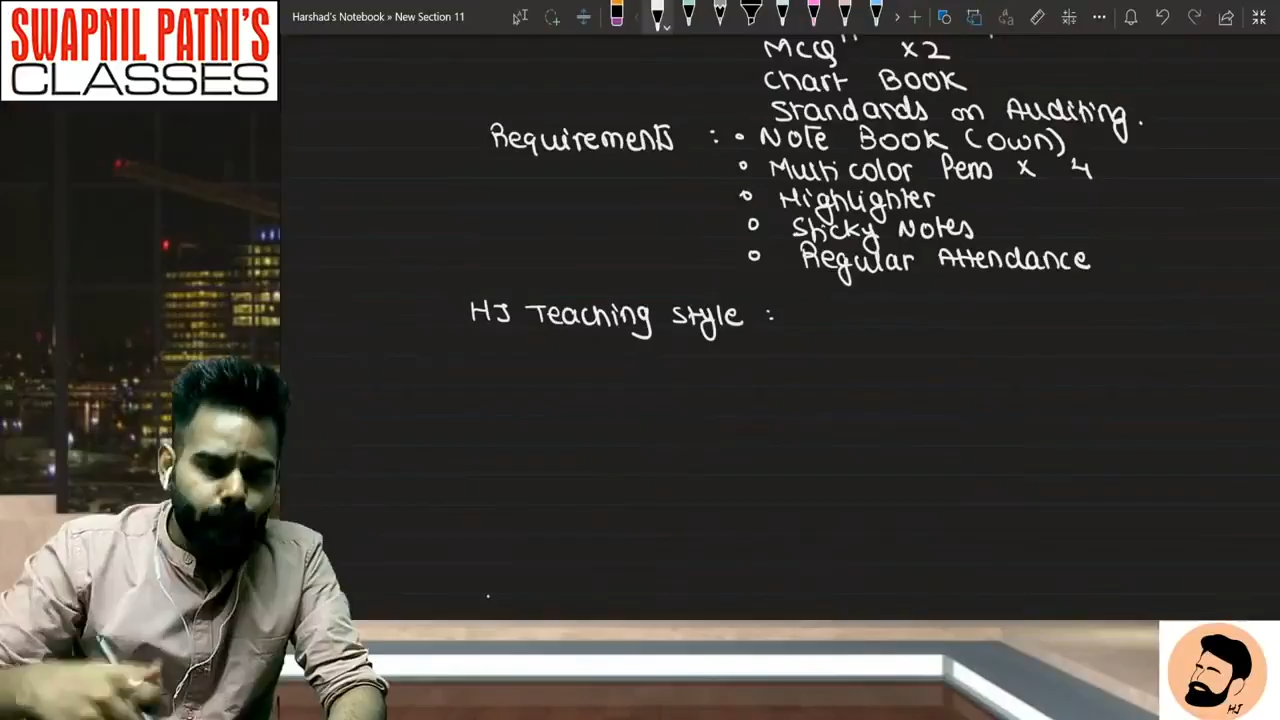 SWAPNIL PATNI'S
CLASSES
Harshad's Notebook » New Section 11
MCQ" x2
Chart Book
Standards on Auditing.
Requirements : • Note Book (own)
• Multi color Pens x 4
• Highlighter
• Sticky Notes
• Regular Attendance
HJ Teaching style :
HJ